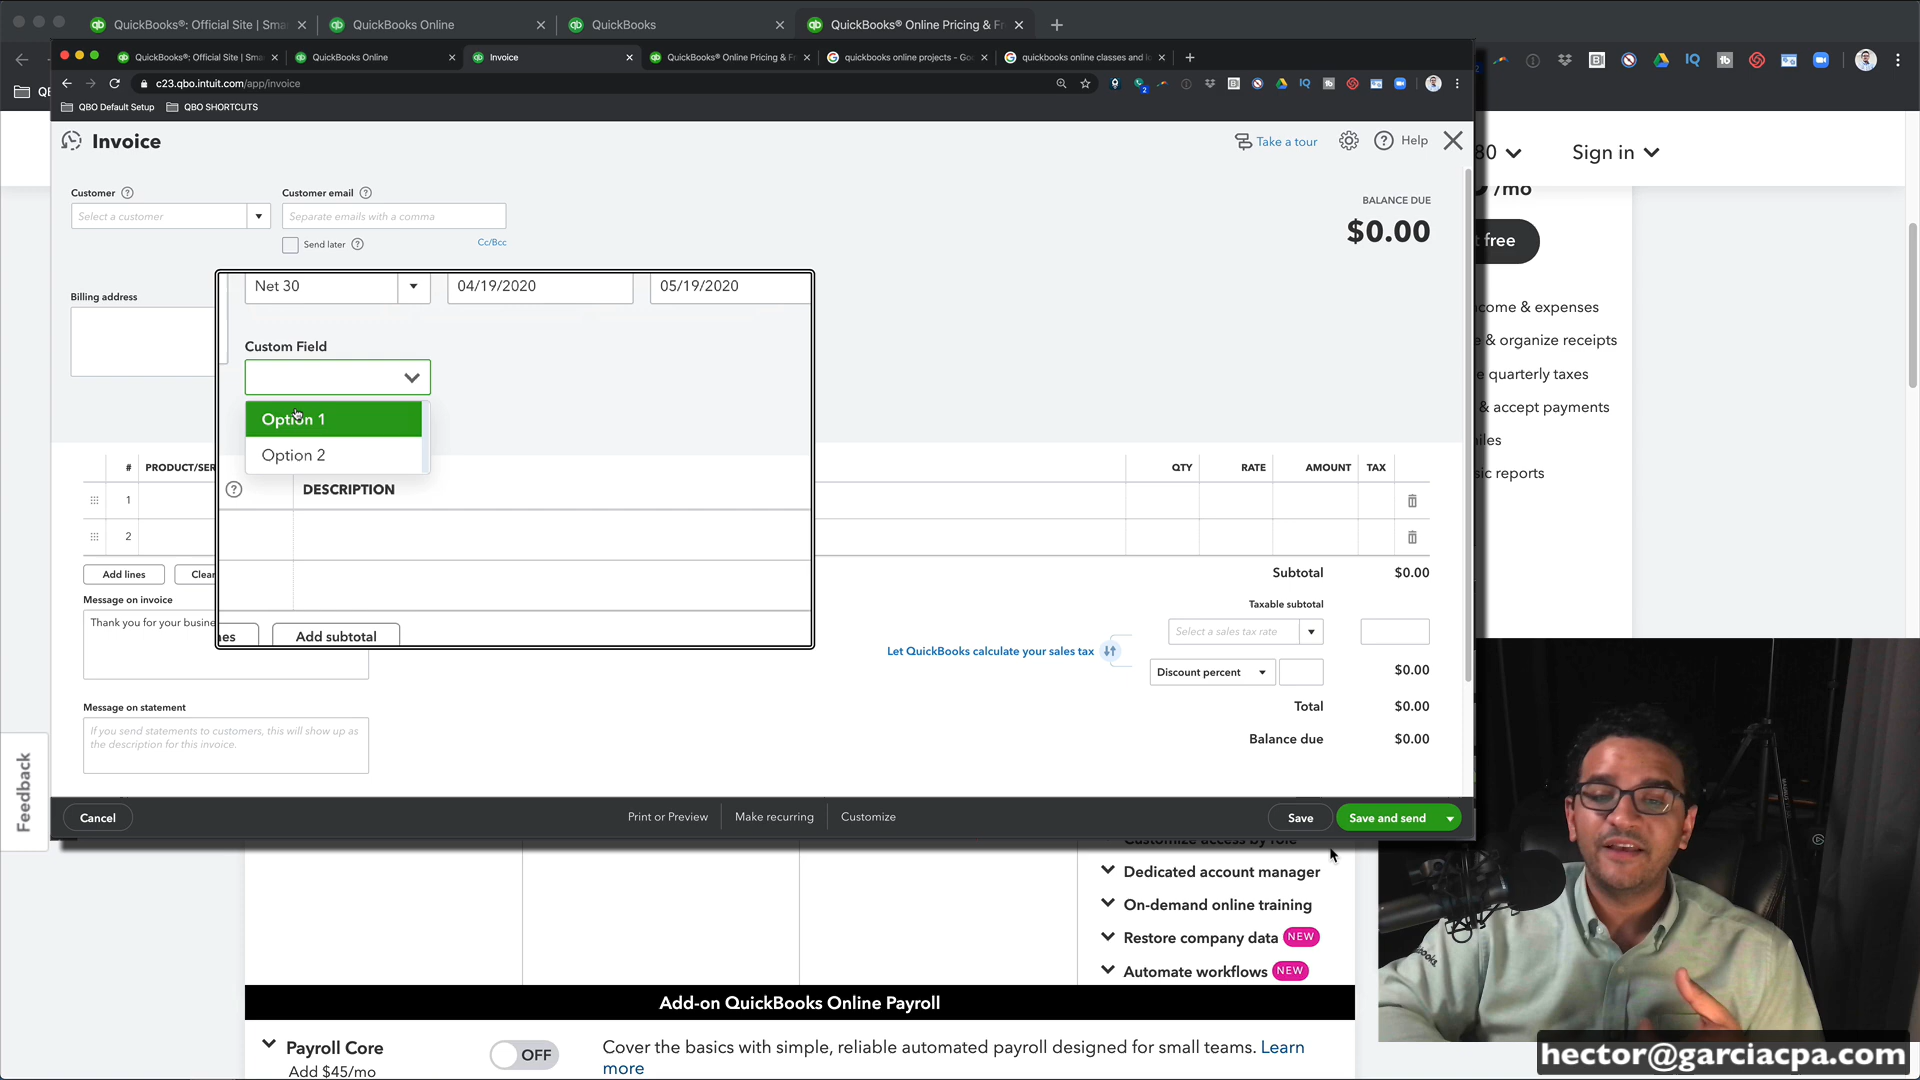 QuickBooks®: Official Site | Sma
QuickBooks Online
QuickBooks
QuickBooks® Online Pricing & Fr
QuickBooks®: Official Site | Sma
QuickBooks Online
Invoice
QuickBooks® Online Pricing & Fr
quickbooks online projects - Goo
quickbooks online classes and lo
c23.qbo.intuit.com/app/invoice
QBO Default Setup
QBO SHORTCUTS
Invoice
Take a tour
Help
Sign in
/mo
Customer
Customer email
BALANCE DUE
Select a customer
Separate emails with a comma
$0.00
Send later
Cc/Bcc
free
Billing address
Net 30
04/19/2020
05/19/2020
Custom Field
Option 1
Option 2
come & expenses
& organize receipts
quarterly taxes
& accept payments
iles
sic reports
#
PRODUCT/SER
DESCRIPTION
QTY
RATE
AMOUNT
TAX
1
2
Add lines
Clear
Add subtotal
Subtotal
$0.00
Message on invoice
Thank you for your busine
Taxable subtotal
Select a sales tax rate
Let QuickBooks calculate your sales tax
Discount percent
$0.00
Message on statement
If you send statements to customers, this will show up as
the description for this invoice.
Total
$0.00
Balance due
$0.00
Feedback
Cancel
Print or Preview
Make recurring
Customize
Save
Save and send
Customize access by role
Dedicated account manager
On-demand online training
Restore company data NEW
Automate workflows NEW
Add-on QuickBooks Online Payroll
Payroll Core
Add $45/mo
OFF
Cover the basics with simple, reliable automated payroll designed for small teams. Learn
more
hector@garciacpa.com